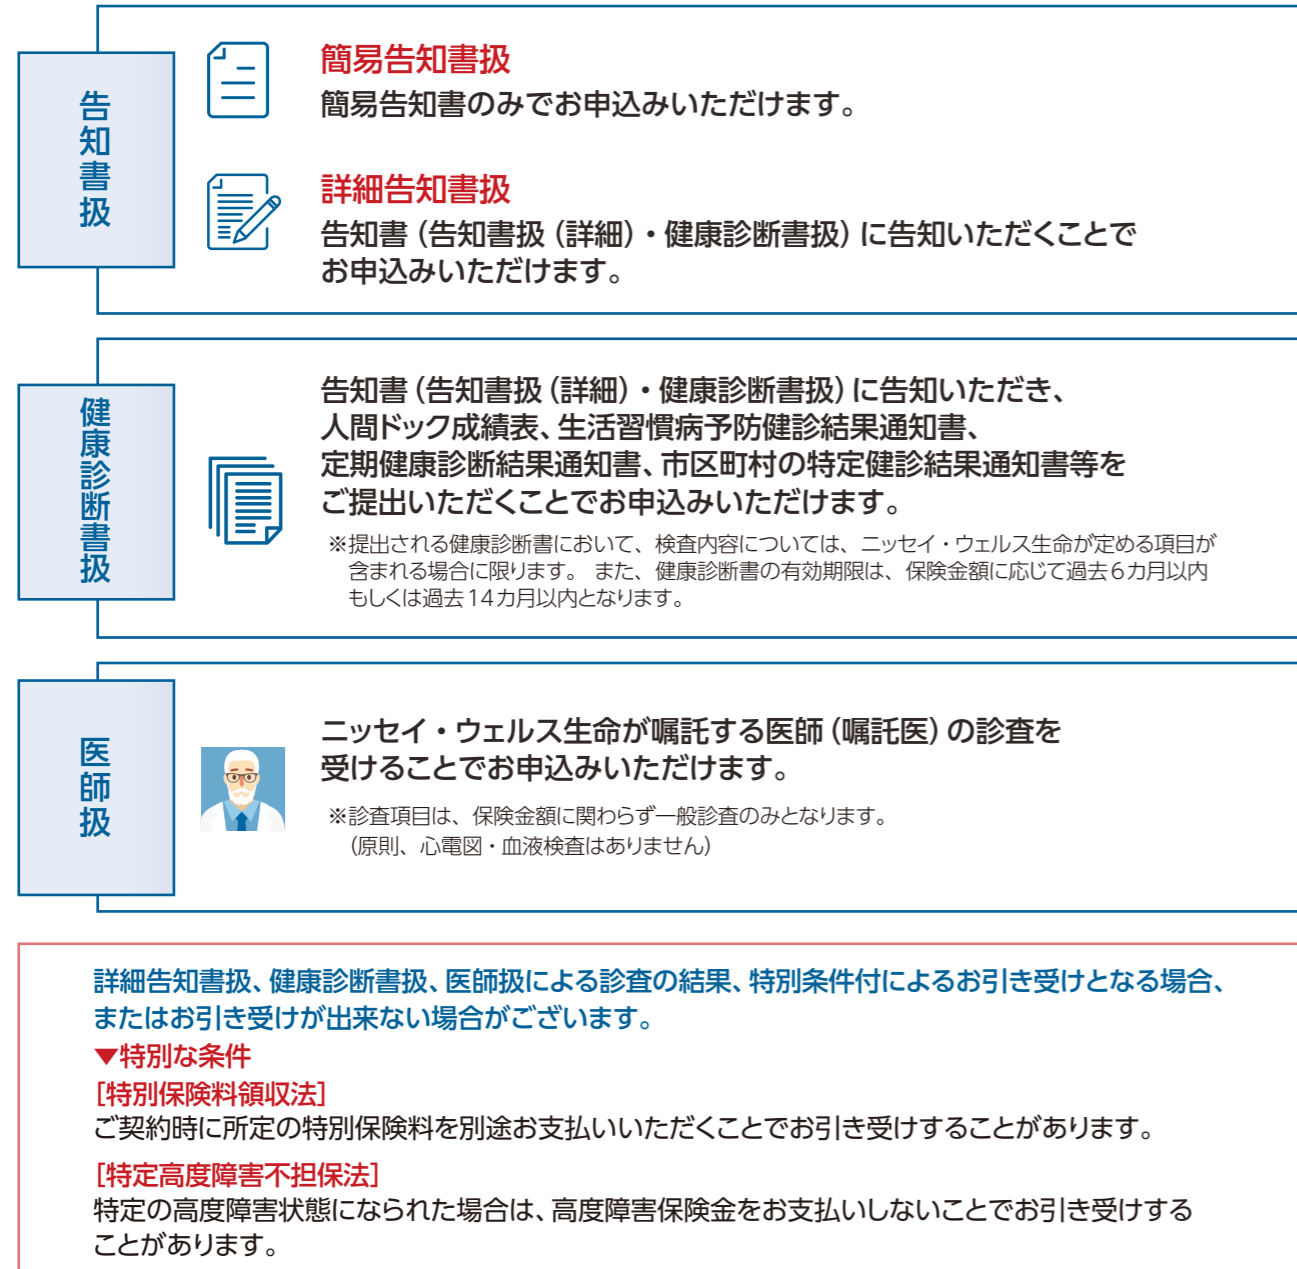 告知書扱
簡易告知書扱
簡易告知書のみでお申込みいただけます。
詳細告知書扱
告知書（告知書扱（詳細）・健康診断書扱）に告知いただくことで
お申込みいただけます。
健康診断書扱
告知書（告知書扱（詳細）・健康診断書扱）に告知いただき、
人間ドック成績表、生活習慣病予防健診結果通知書、
定期健康診断結果通知書、市区町村の特定健診結果通知書等を
ご提出いただくことでお申込みいただけます。
※提出される健康診断書において、検査内容については、ニッセイ・ウェルス生命が定める項目が
含まれる場合に限ります。 また、健康診断書の有効期限は、保険金額に応じて過去6カ月以内
もしくは過去14カ月以内となります。
医師扱
ニッセイ・ウェルス生命が嘱託する医師（嘱託医）の診査を
受けることでお申込みいただけます。
※診査項目は、保険金額に関わらず一般診査のみとなります。
（原則、心電図・血液検査はありません）
詳細告知書扱、健康診断書扱、医師扱による診査の結果、特別条件付によるお引き受けとなる場合、
またはお引き受けが出来ない場合がございます。
▼特別な条件
［特別保険料領収法］
ご契約時に所定の特別保険料を別途お支払いいただくことでお引き受けすることがあります。
［特定高度障害不担保法］
特定の高度障害状態になられた場合は、高度障害保険金をお支払いしないことでお引き受けする
ことがあります。